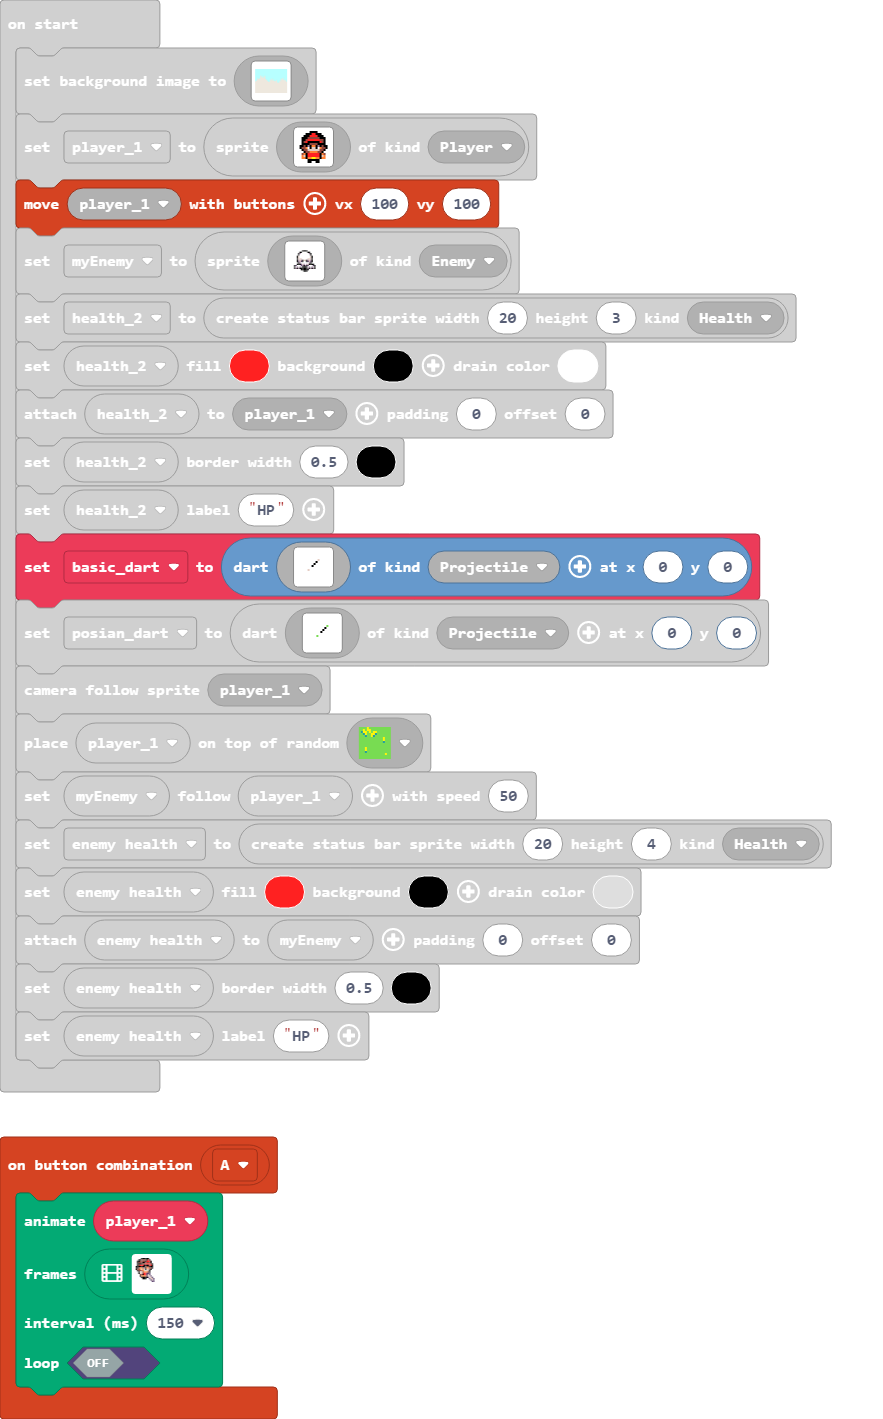 on start
set background image to
set player_1 to sprite of kind Player
move player_1 with buttons vx 100 vy 100
set myEnemy to sprite of kind Enemy
set health_2 to create status bar sprite width 20 height 3 kind Health
set health_2 fill background drain color
attach health_2 to player_1 padding 0 offset 0
set health_2 border width 0.5
set health_2 label "HP"
set basic_dart to dart of kind Projectile at x 0 y 0
set posian_dart to dart of kind Projectile at x 0 y 0
camera follow sprite player_1
place player_1 on top of random
set myEnemy follow player_1 with speed 50
set enemy health to create status bar sprite width 20 height 4 kind Health
set enemy health fill background drain color
attach enemy health to myEnemy padding 0 offset 0
set enemy health border width 0.5
set enemy health label "HP"
on button combination A
animate player_1
frames
interval (ms) 150
loop OFF